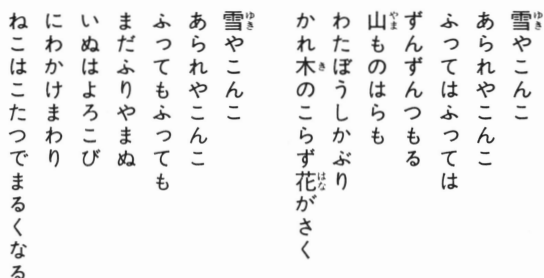 雪やこんこ
あられやこんこ
ふってはふっては
ずんずんつもる
山ものはらも
わたぼうしかぶり
かれ木のこらず花がさく
雪やこんこ
あられやこんこ
ふってもふっても
まだふりやまぬ
いぬはよろこび
にわかけまわり
ねこはこたつでまるくなる